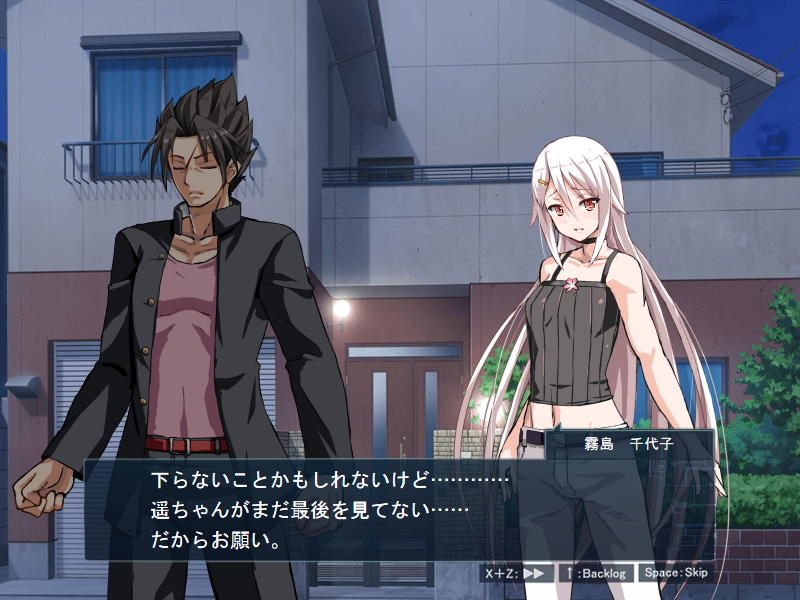 霧島 千代子
下らないことかもしれないけど…………
遥ちゃんがまだ最後を見てない……
だからお願い。
X+Z:▶▶ ↑:Backlog Space:Skip